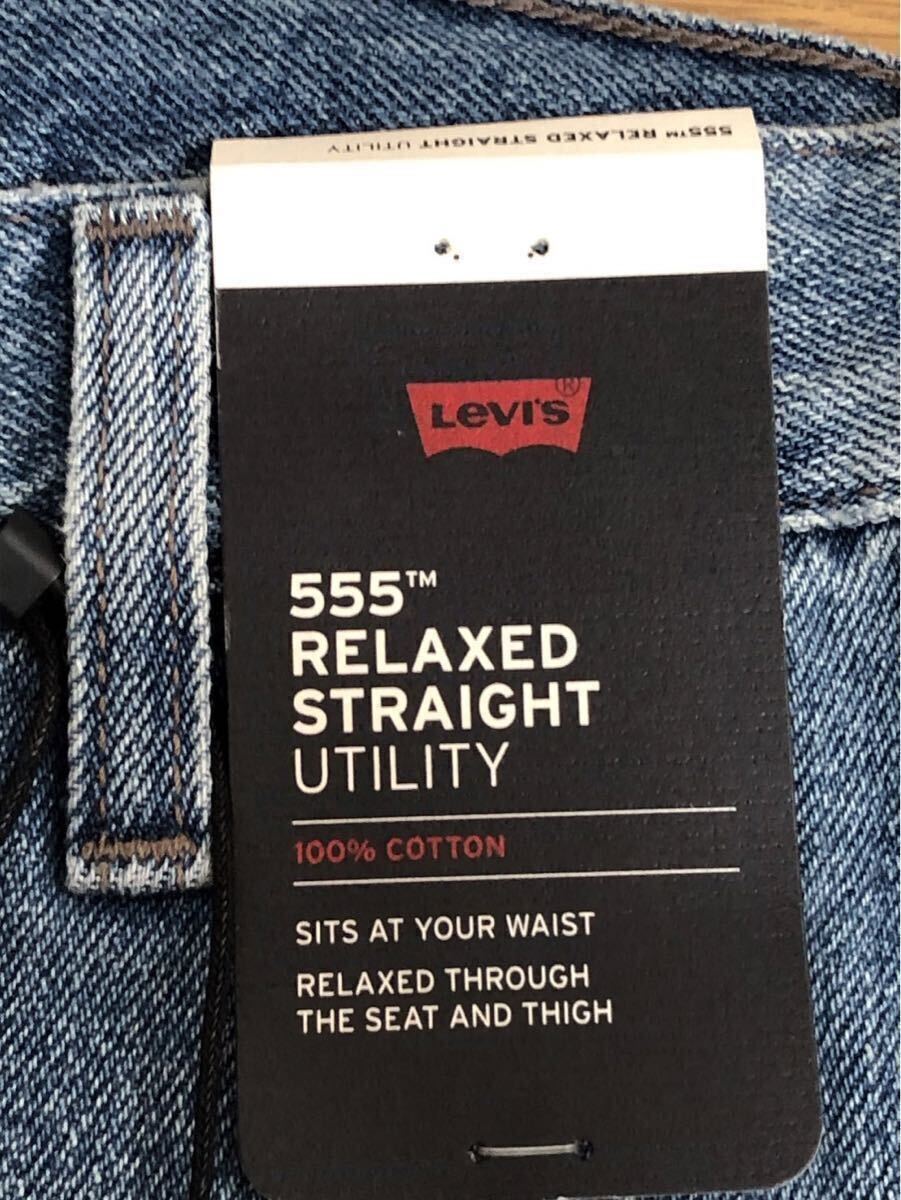 555™ RELAXED STRAIGHT UTILITY
LEVI'S®
555™
RELAXED
STRAIGHT
UTILITY
100% COTTON
SITS AT YOUR WAIST
RELAXED THROUGH
THE SEAT AND THIGH